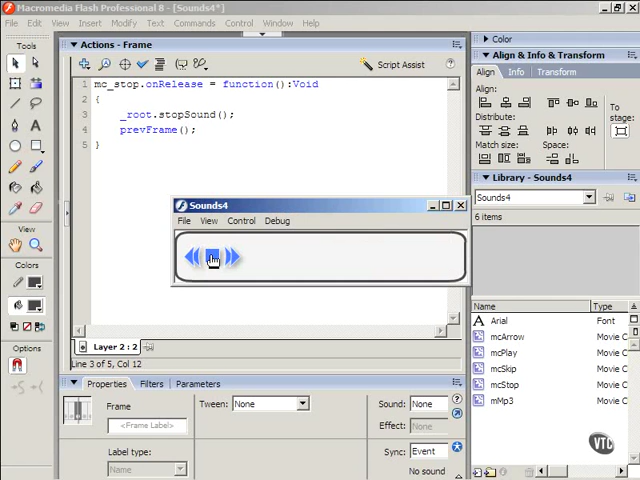 Macromedia Flash Professional 8 - [Sounds4*]
File Edit View Insert Modify Text Commands Control Window Help
Tools
View
Colors
Options
Actions - Frame
Script Assist
1 mc_stop.onRelease = function():Void
2 {
3 _root.stopSound();
4 prevFrame();
5 }
Sounds4
File View Control Debug
Layer 2 : 2
Line 3 of 5, Col 12
Properties Filters Parameters
Frame
<Frame Label>
Label type:
Name
Tween: None
Sound: None
Effect: None
Sync: Event
No sound
Color
Align & Info & Transform
Align Info Transform
Align:
Distribute:
Match size:
Space:
To stage:
Library - Sounds4
Sounds4
6 items
Name Type
Arial Font
mcArrow Movie C
mcPlay Movie C
mcSkip Movie C
mcStop Movie C
mMp3 Movie C
VTC